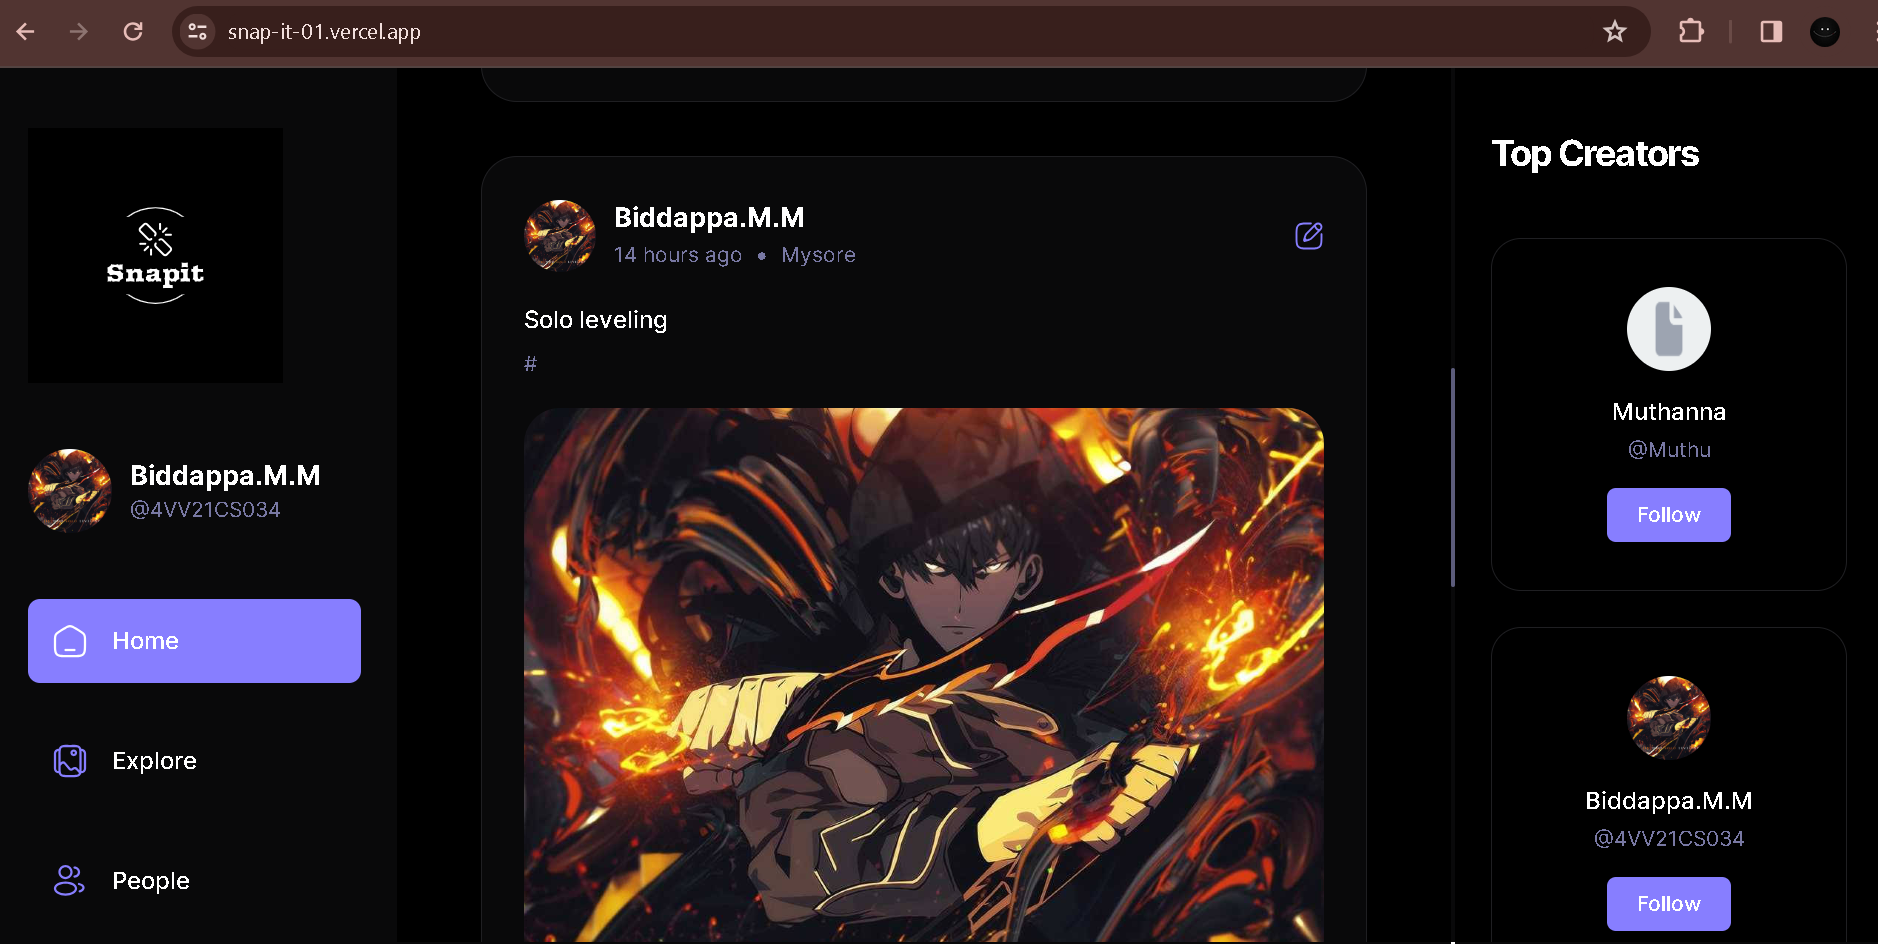 snap-it-01.vercel.app
Snapit
Biddappa.M.M
@4VV21CS034
Home
Explore
People
Biddappa.M.M
14 hours ago • Mysore
Solo leveling
#
Top Creators
Muthanna
@Muthu
Follow
Biddappa.M.M
@4VV21CS034
Follow